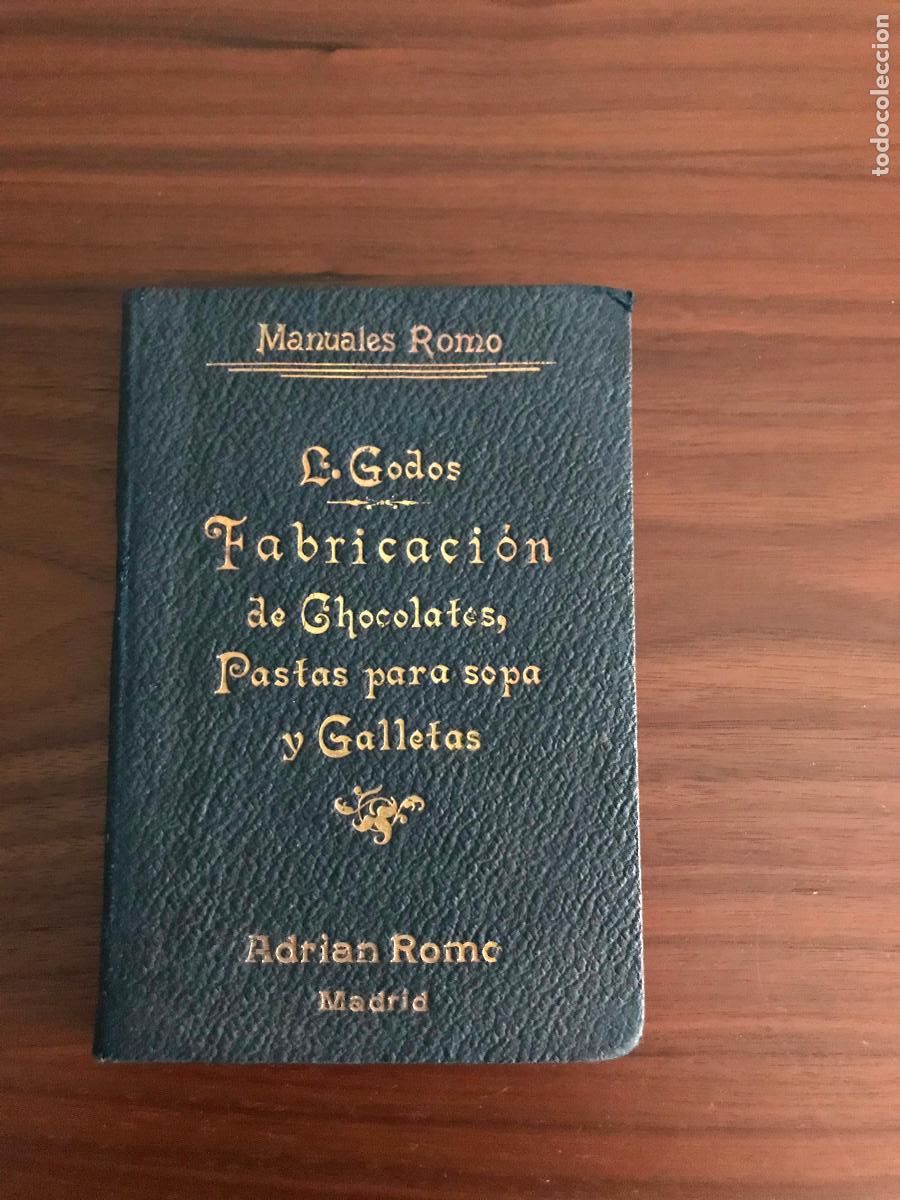 Manuales Romo
L. Godos
Fabricación
de Chocolates,
Pastas para sopa
y Galletas
Adrian Romo
Madrid
todocoleccion